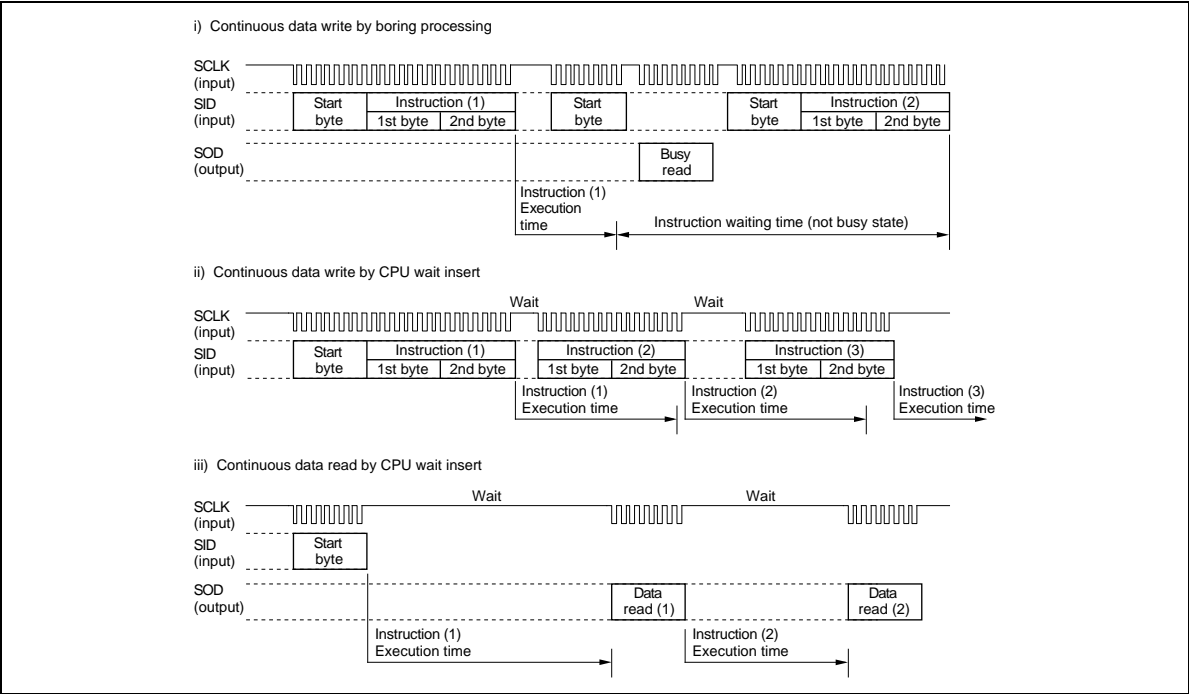 i) Continuous data write by boring processing
SCLK
(input)
SID
(input)
Start
byte
Instruction (1)
1st byte 2nd byte
Start
byte
Start
byte
Instruction (2)
1st byte 2nd byte
SOD
(output)
Busy
read
Instruction (1)
Execution
time
Instruction waiting time (not busy state)
ii) Continuous data write by CPU wait insert
Wait Wait
SCLK
(input)
SID
(input)
Start
byte
Instruction (1)
1st byte 2nd byte
Instruction (2)
1st byte 2nd byte
Instruction (3)
1st byte 2nd byte
Instruction (1)
Execution time
Instruction (2)
Execution time
Instruction (3)
Execution time
iii) Continuous data read by CPU wait insert
Wait Wait
SCLK
(input)
SID
(input)
Start
byte
SOD
(output)
Data
read (1)
Data
read (2)
Instruction (1)
Execution time
Instruction (2)
Execution time